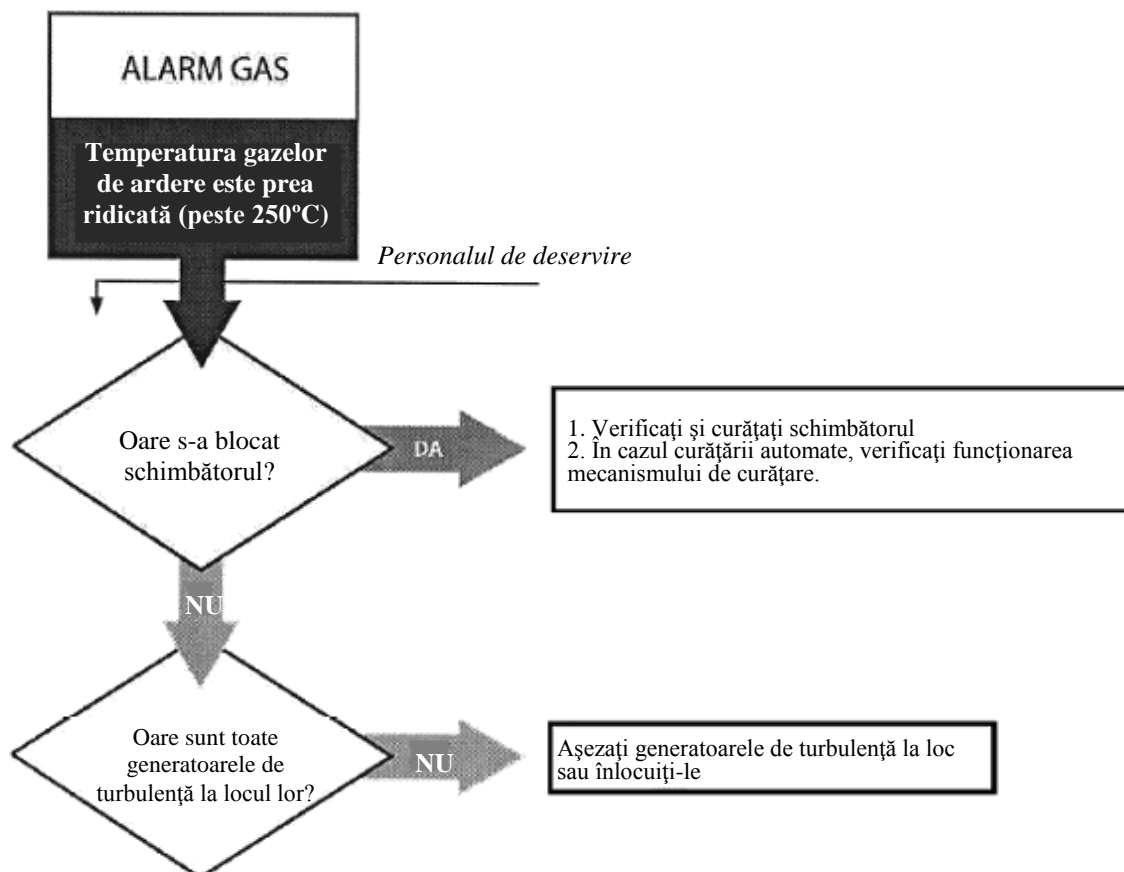 ALARM GAS
Temperatura gazelor
de ardere este prea
ridicată (peste 250ºC)
Personalul de deservire
Oare s-a blocat
schimbătorul?
DA
1. Verificaţi şi curăţaţi schimbătorul
2. În cazul curăţării automate, verificaţi funcţionarea
mecanismului de curăţare.
NU
Oare sunt toate
generatoarele de
turbulenţă la locul lor?
NU
Aşezaţi generatoarele de turbulenţă la loc
sau înlocuiţi-le